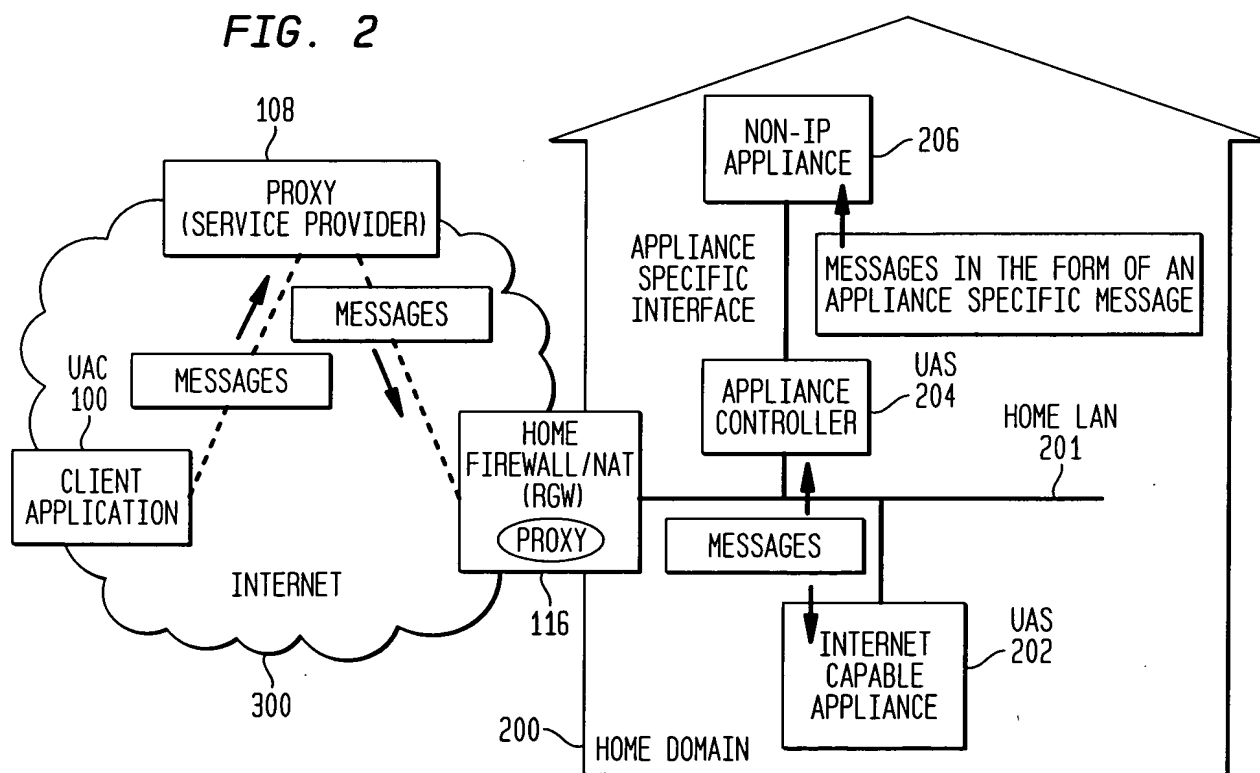 FIG. 2
108
PROXY
(SERVICE PROVIDER)
MESSAGES
MESSAGES
UAC
100
CLIENT
APPLICATION
INTERNET
300
HOME
FIREWALL/NAT
(RGW)
PROXY
116
200
HOME DOMAIN
NON-IP
APPLIANCE
206
APPLIANCE
SPECIFIC
INTERFACE
MESSAGES IN THE FORM OF AN
APPLIANCE SPECIFIC MESSAGE
APPLIANCE
CONTROLLER
UAS
204
HOME LAN
201
MESSAGES
INTERNET
CAPABLE
APPLIANCE
UAS
202